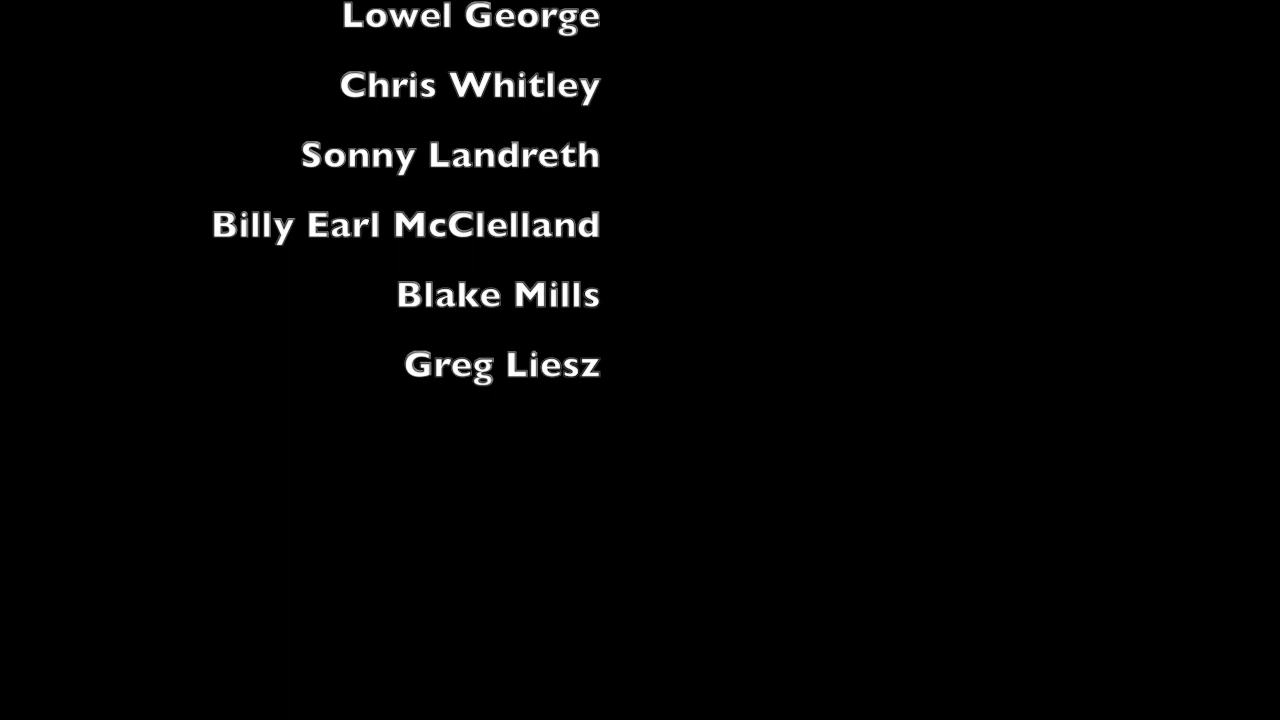 Lowel George
Chris Whitley
Sonny Landreth
Billy Earl McClelland
Blake Mills
Greg Liesz